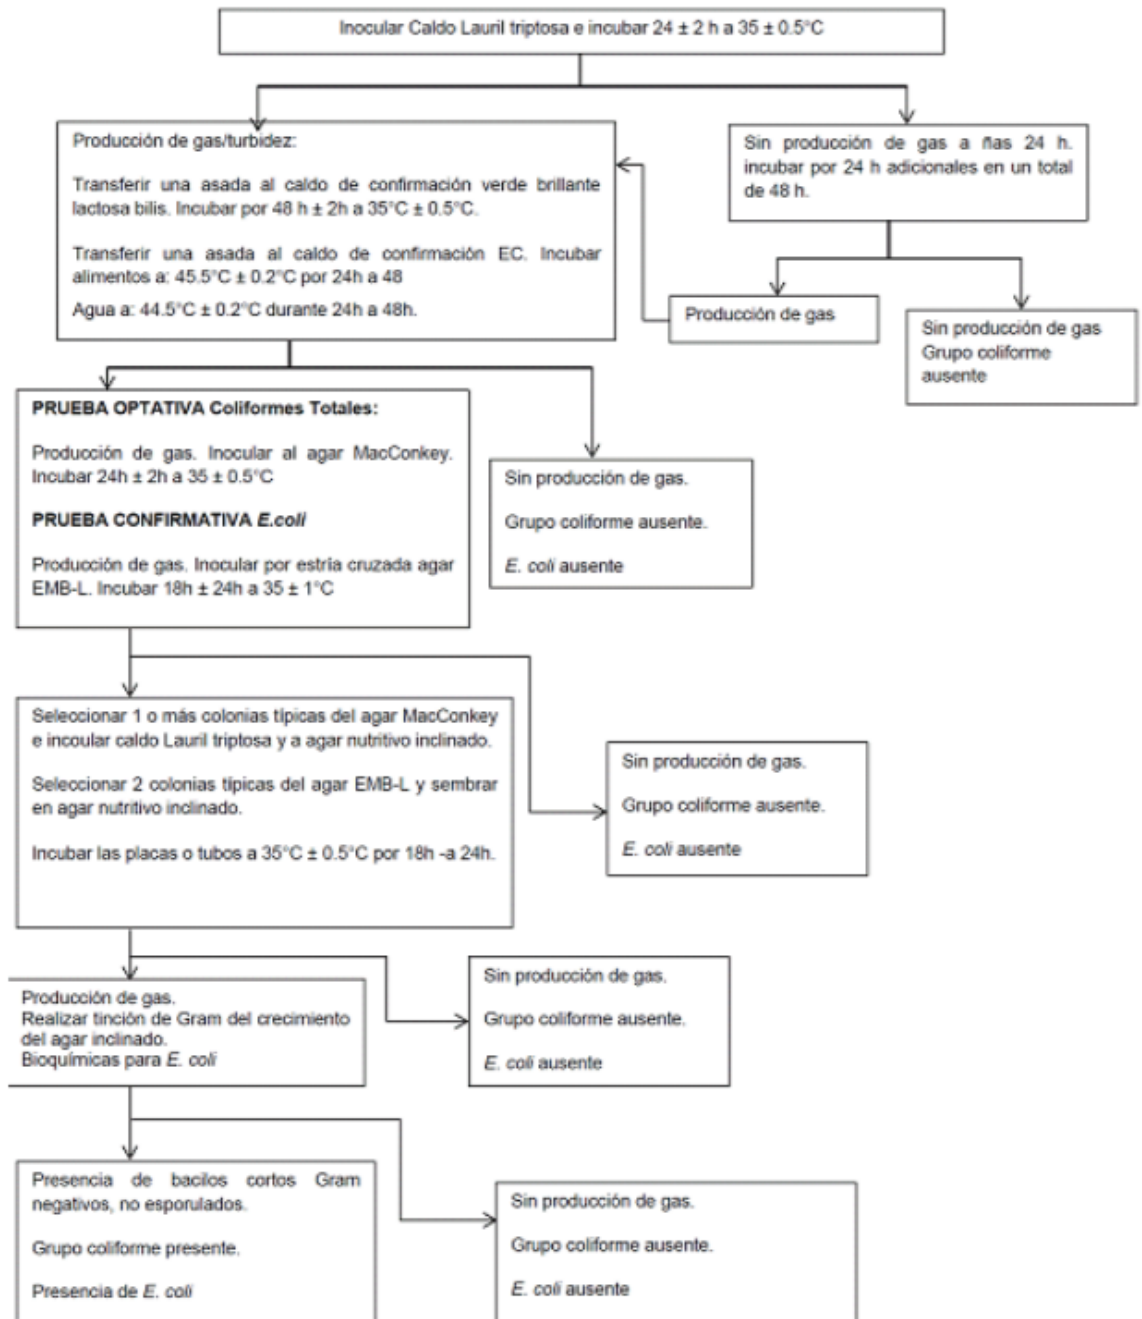 Inocular Caldo Lauril triptosa e incubar 24 ± 2 h a 35 ± 0.5°C
Producción de gas/turbidez:
Transferir una asada al caldo de confirmación verde brillante
lactosa bilis. Incubar por 48 h ± 2h a 35°C ± 0.5°C.
Transferir una asada al caldo de confirmación EC. Incubar
alimentos a: 45.5°C ± 0.2°C por 24h a 48
Agua a: 44.5°C ± 0.2°C durante 24h a 48h.
Sin producción de gas a ñas 24 h.
incubar por 24 h adicionales en un total
de 48 h.
Producción de gas
Sin producción de gas
Grupo coliforme
ausente
PRUEBA OPTATIVA Coliformes Totales:
Producción de gas. Inocular al agar MacConkey.
Incubar 24h ± 2h a 35 ± 0.5°C
PRUEBA CONFIRMATIVA E.coli
Producción de gas. Inocular por estría cruzada agar
EMB-L. Incubar 18h ± 24h a 35 ± 1°C
Sin producción de gas.
Grupo coliforme ausente.
E. coli ausente
Seleccionar 1 o más colonias típicas del agar MacConkey
e incoular caldo Lauril triptosa y a agar nutritivo inclinado.
Seleccionar 2 colonias típicas del agar EMB-L y sembrar
en agar nutritivo inclinado.
Incubar las placas o tubos a 35°C ± 0.5°C por 18h -a 24h.
Sin producción de gas.
Grupo coliforme ausente.
E. coli ausente
Producción de gas.
Realizar tinción de Gram del crecimiento
del agar inclinado.
Bioquímicas para E. coli
Sin producción de gas.
Grupo coliforme ausente.
E. coli ausente
Presencia de bacilos cortos Gram
negativos, no esporulados.
Grupo coliforme presente.
Presencia de E. coli
Sin producción de gas.
Grupo coliforme ausente.
E. coli ausente